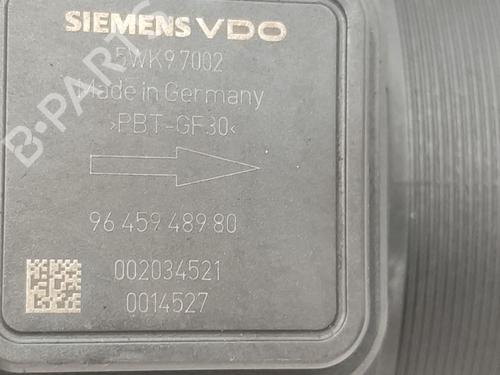 SIEMENS VDO
5WK9 7002
Made in Germany
>PBT-GF30<
96 459 489 80
002034521
0014527
B-PARTS